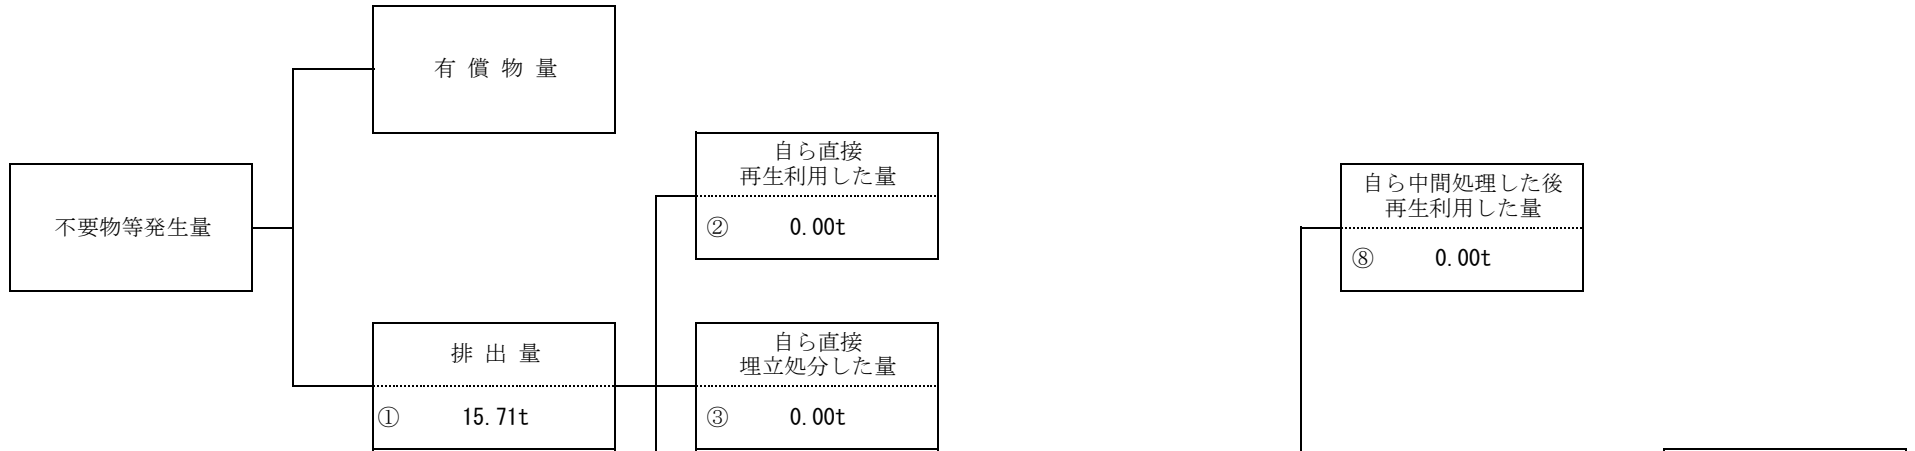 有 償 物 量
不要物等発生量
排 出 量
① 15.71t
自ら直接
再生利用した量
② 0.00t
自ら直接
埋立処分した量
③ 0.00t
自ら中間処理した後
再生利用した量
⑧ 0.00t